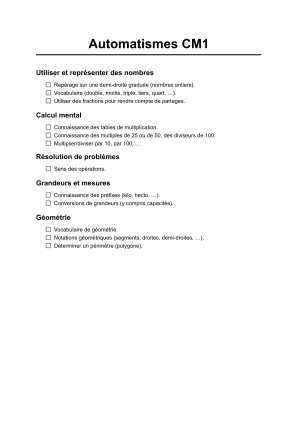 Automatismes CM1
Utiliser et représenter des nombres
Repérage sur une demi-droite graduée (nombres entiers).
Vocabulaire (double, moitié, triple, tiers, quart, …).
Utiliser des fractions pour rendre compte de partages.
Calcul mental
Connaissance des tables de multiplication.
Connaissance des multiples de 25 ou de 50, des diviseurs de 100.
Multiplier/diviser par 10, par 100, …
Résolution de problèmes
Sens des opérations.
Grandeurs et mesures
Connaissance des préfixes (kilo, hecto, …).
Conversions de grandeurs (y compris capacités).
Géométrie
Vocabulaire de géométrie.
Notations géométriques (segments, droites, demi-droites, …).
Déterminer un périmètre (polygone).